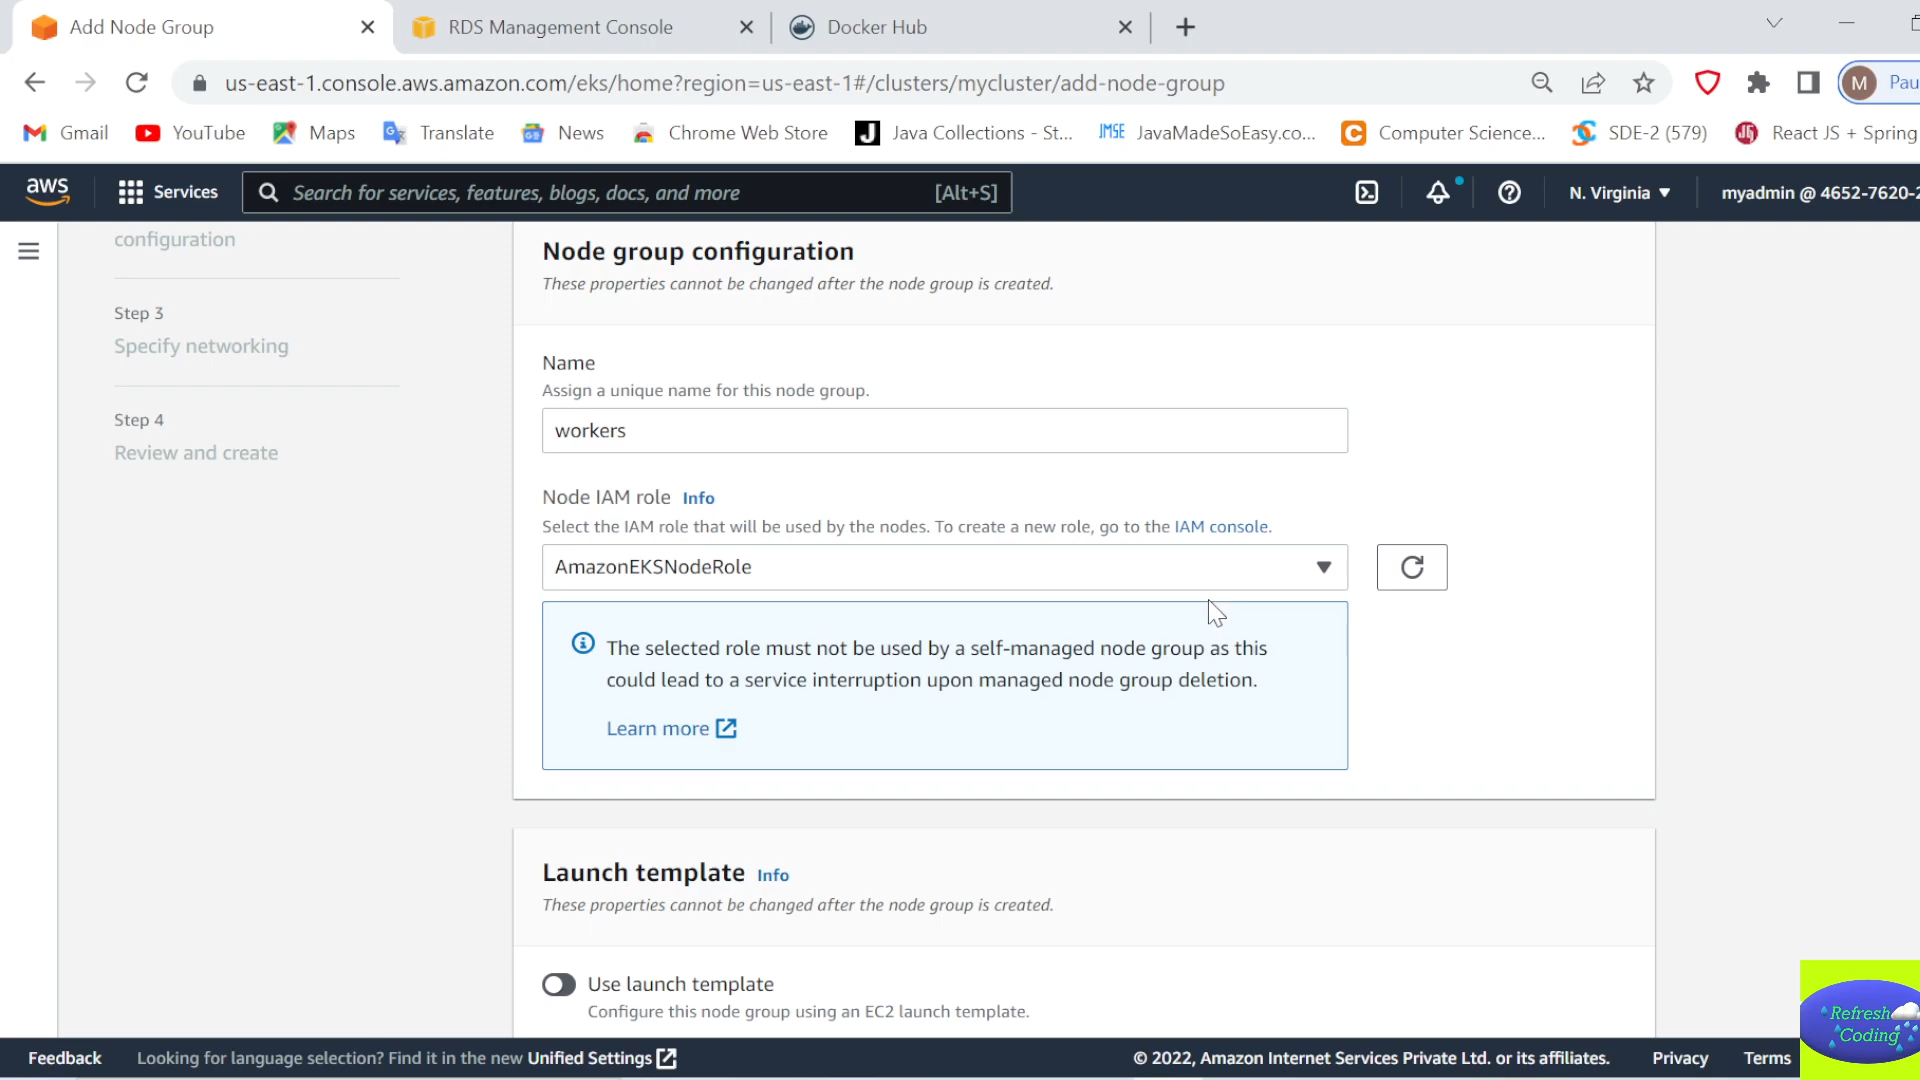 Add Node Group
RDS Management Console
Docker Hub
us-east-1.console.aws.amazon.com/eks/home?region=us-east-1#/clusters/mycluster/add-node-group
M
Pau
Gmail
YouTube
Maps
Translate
News
Chrome Web Store
Java Collections - St...
JMSE JavaMadeSoEasy.co...
Computer Science...
SDE-2 (579)
React JS + Spring
aws
Services
Search for services, features, blogs, docs, and more
[Alt+S]
N. Virginia
myadmin @ 4652-7620-2
configuration
Step 3
Specify networking
Step 4
Review and create
Node group configuration
These properties cannot be changed after the node group is created.
Name
Assign a unique name for this node group.
workers
Node IAM role Info
Select the IAM role that will be used by the nodes. To create a new role, go to the IAM console.
AmazonEKSNodeRole
The selected role must not be used by a self-managed node group as this
could lead to a service interruption upon managed node group deletion.
Learn more
Launch template Info
These properties cannot be changed after the node group is created.
Use launch template
Configure this node group using an EC2 launch template.
Refresh
Coding
Feedback
Looking for language selection? Find it in the new Unified Settings
© 2022, Amazon Internet Services Private Ltd. or its affiliates.
Privacy
Terms